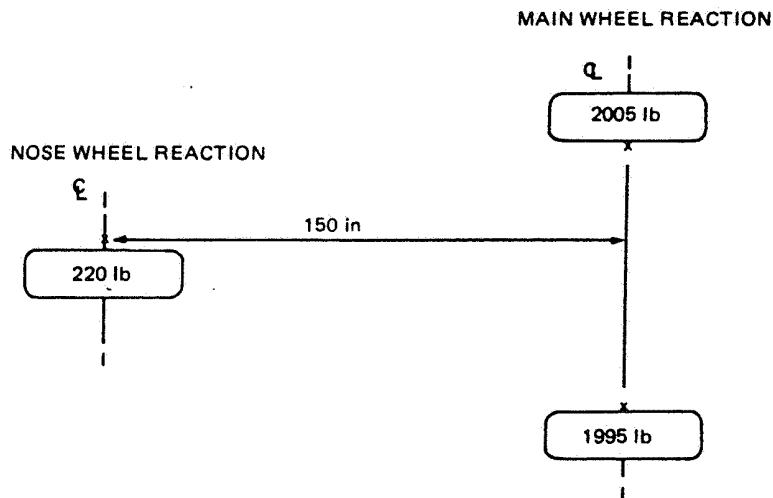 MAIN WHEEL REACTION
℄
2005 lb
NOSE WHEEL REACTION
℄
150 in
220 lb
1995 lb